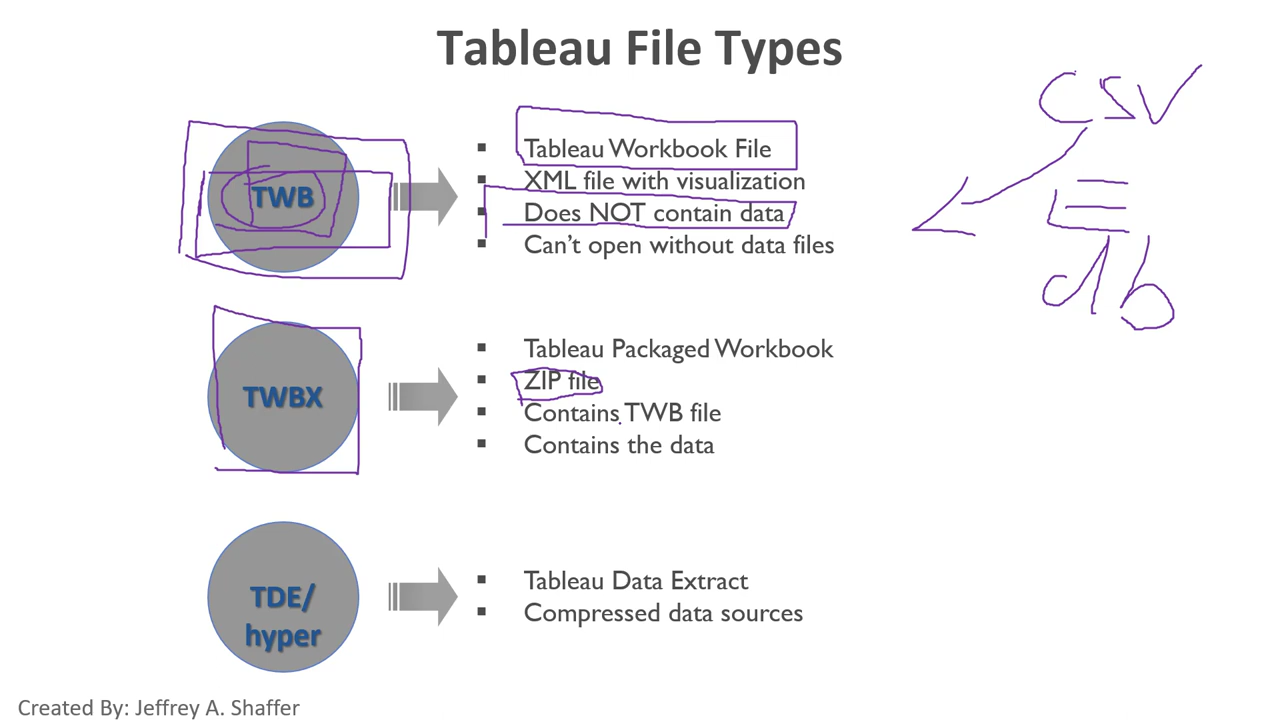 Tableau File Types
TWB
▪ Tableau Workbook File
▪ XML file with visualization
▪ Does NOT contain data
▪ Can't open without data files
CSV
db
TWBX
▪ Tableau Packaged Workbook
▪ ZIP file
▪ Contains TWB file
▪ Contains the data
TDE/
hyper
▪ Tableau Data Extract
▪ Compressed data sources
Created By: Jeffrey A. Shaffer